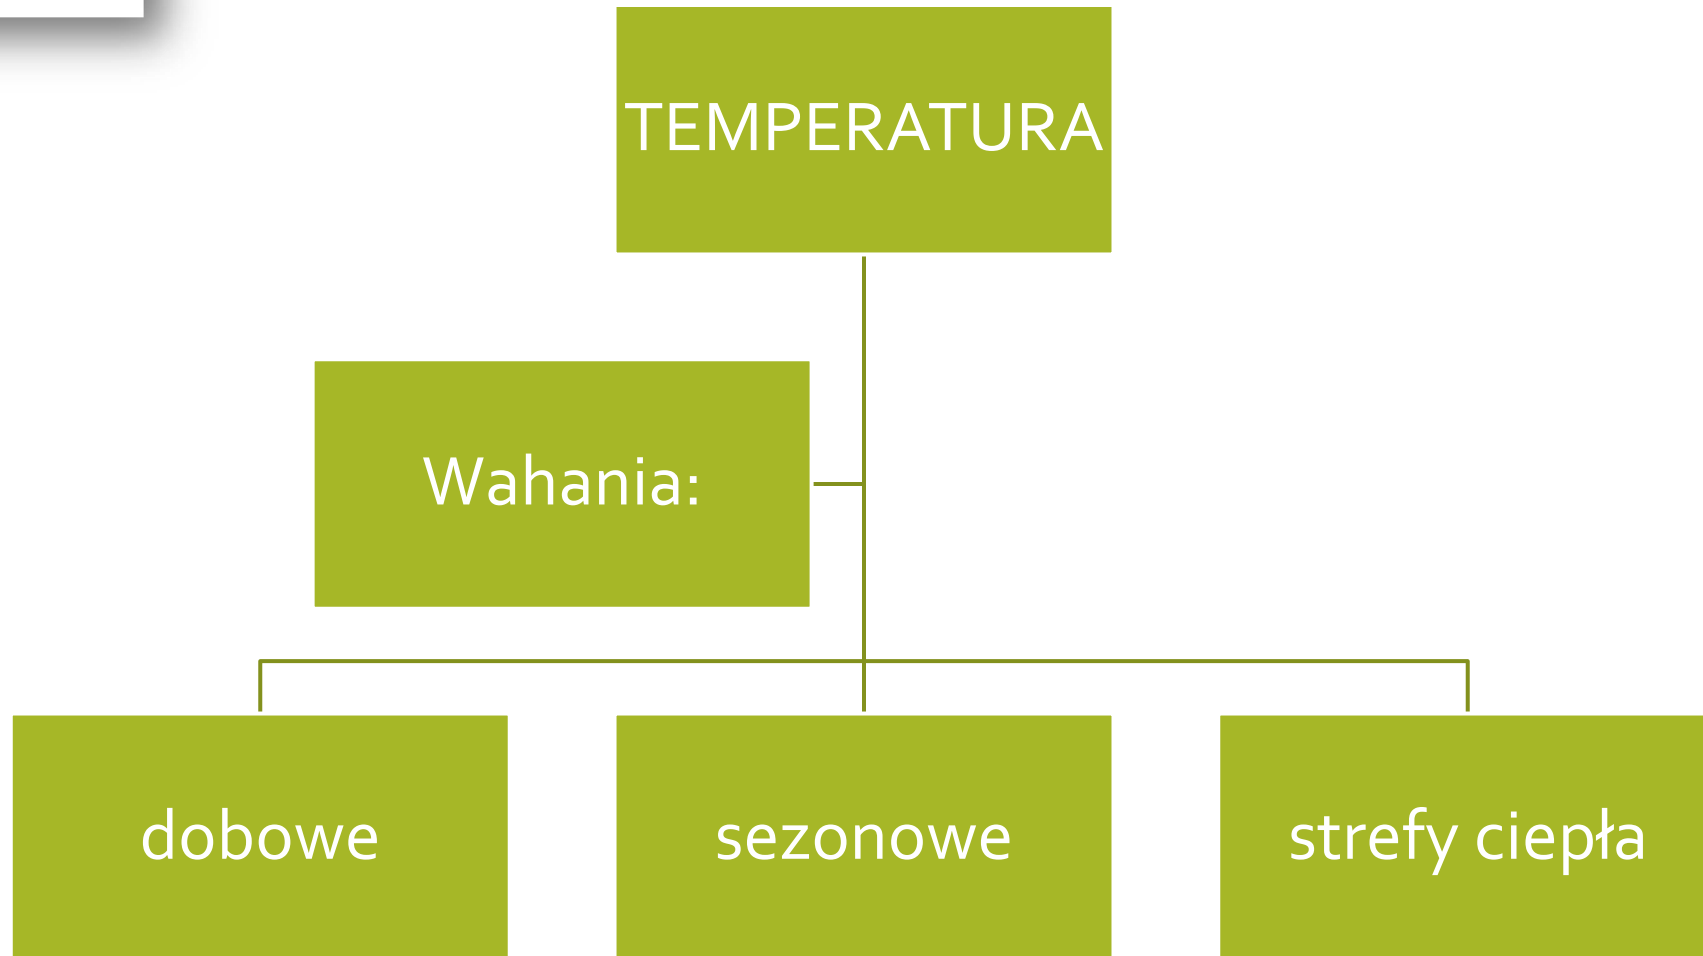 TEMPERATURA
Wahania:
dobowe
sezonowe
strefy ciepła